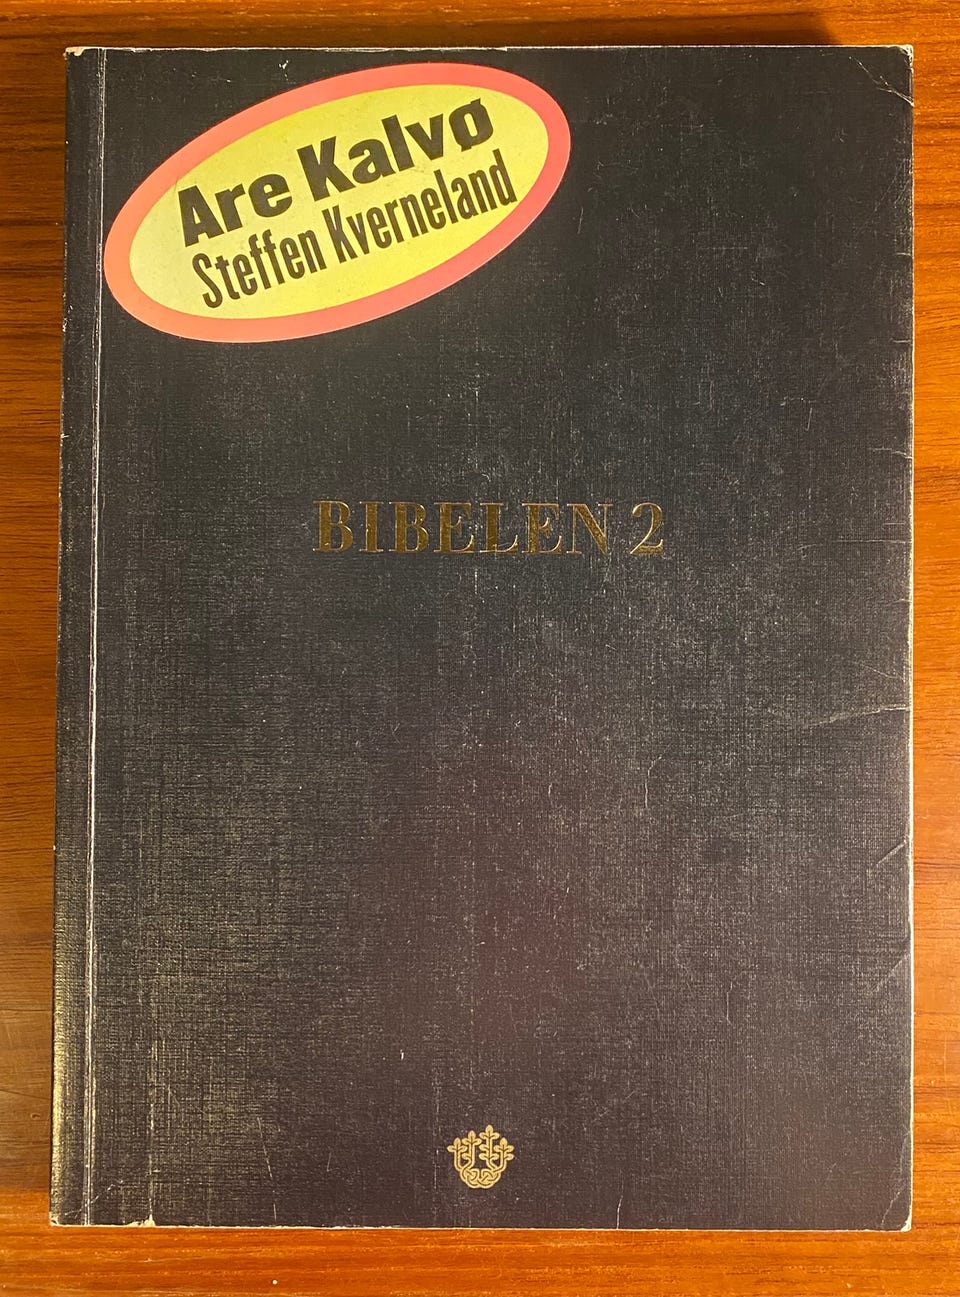 Are Kalvø
Steffen Kverneland
BIBELEN 2